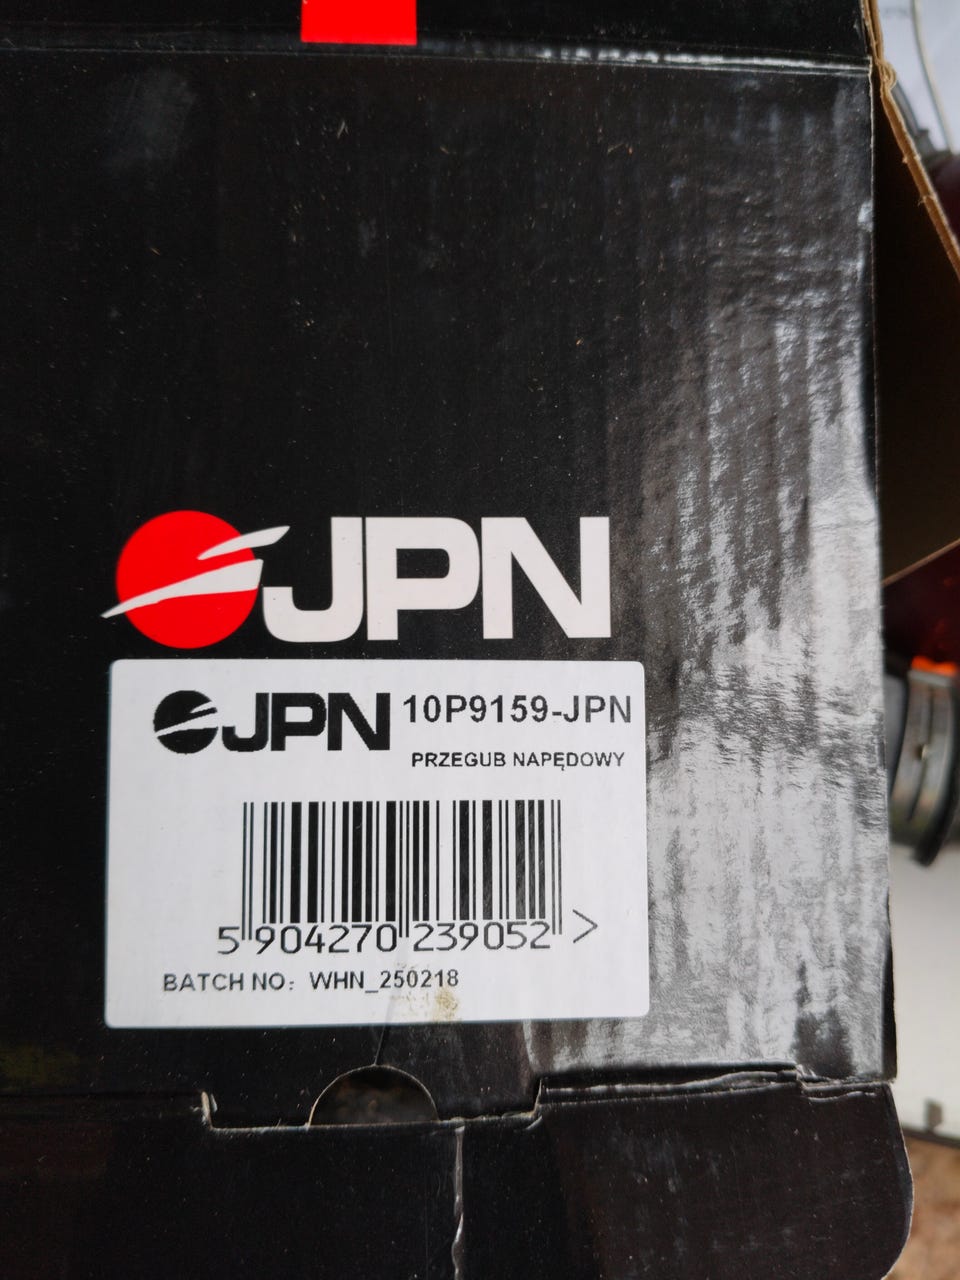 JPN
JPN 10P9159-JPN
PRZEGUB NAPĘDOWY
5 904270 239052 >
BATCH NO: WHN_250218